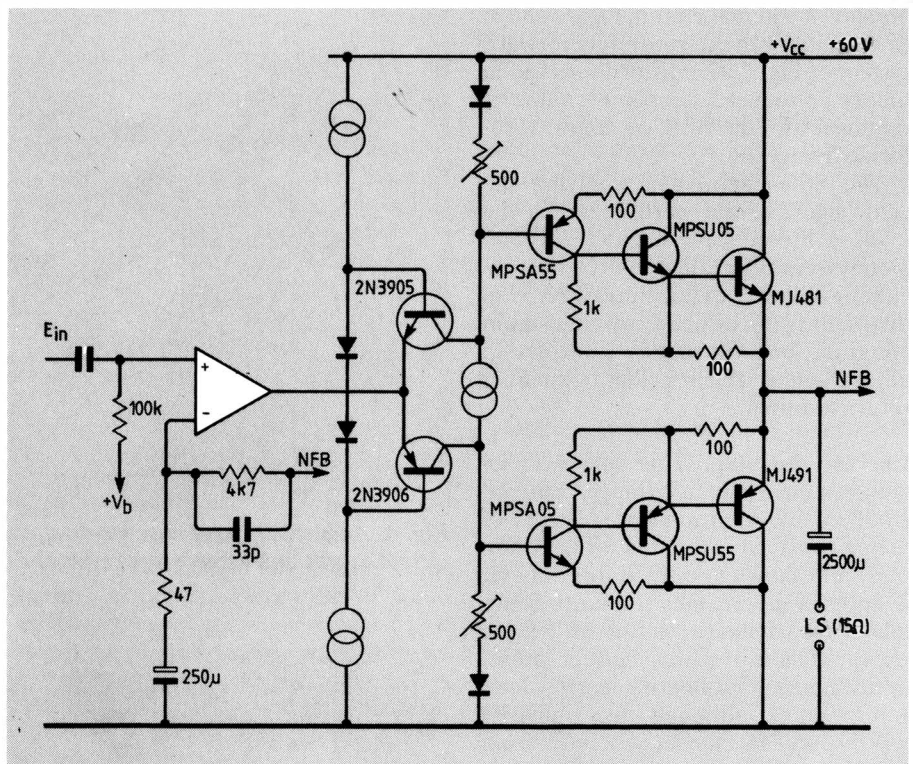 +Vcc +60V
500
100
MPSU05
MPSA55
2N3905
MJ481
1k
Ein
100
+
NFB
100k
-
NFB
100
4k7
1k
MJ491
+Vb
2N3906
MPSA05
33p
MPSU55
2500µ
47
100
500
LS (15Ω)
250µ